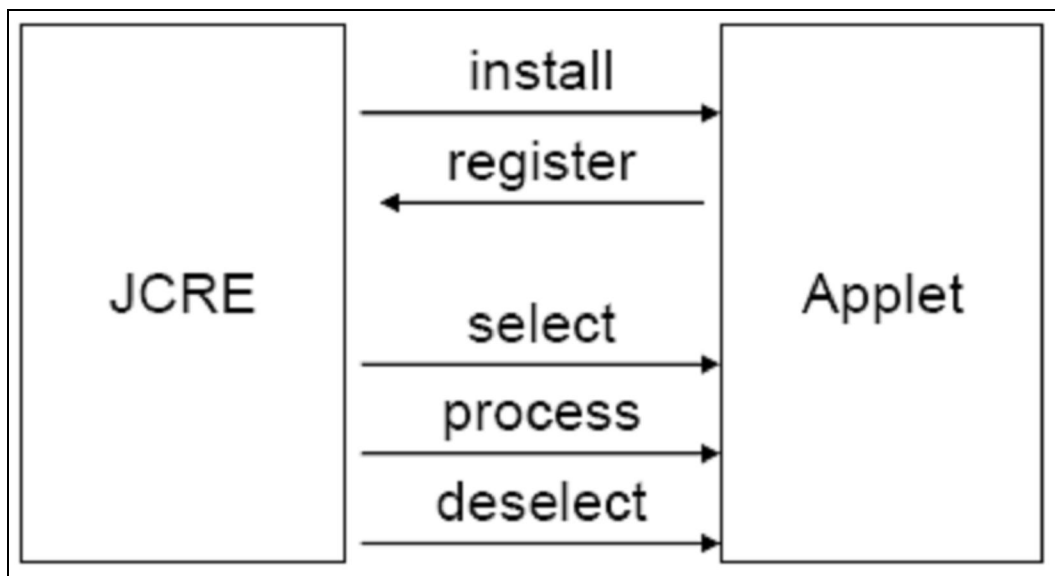 install
register
JCRE
Applet
select
process
deselect